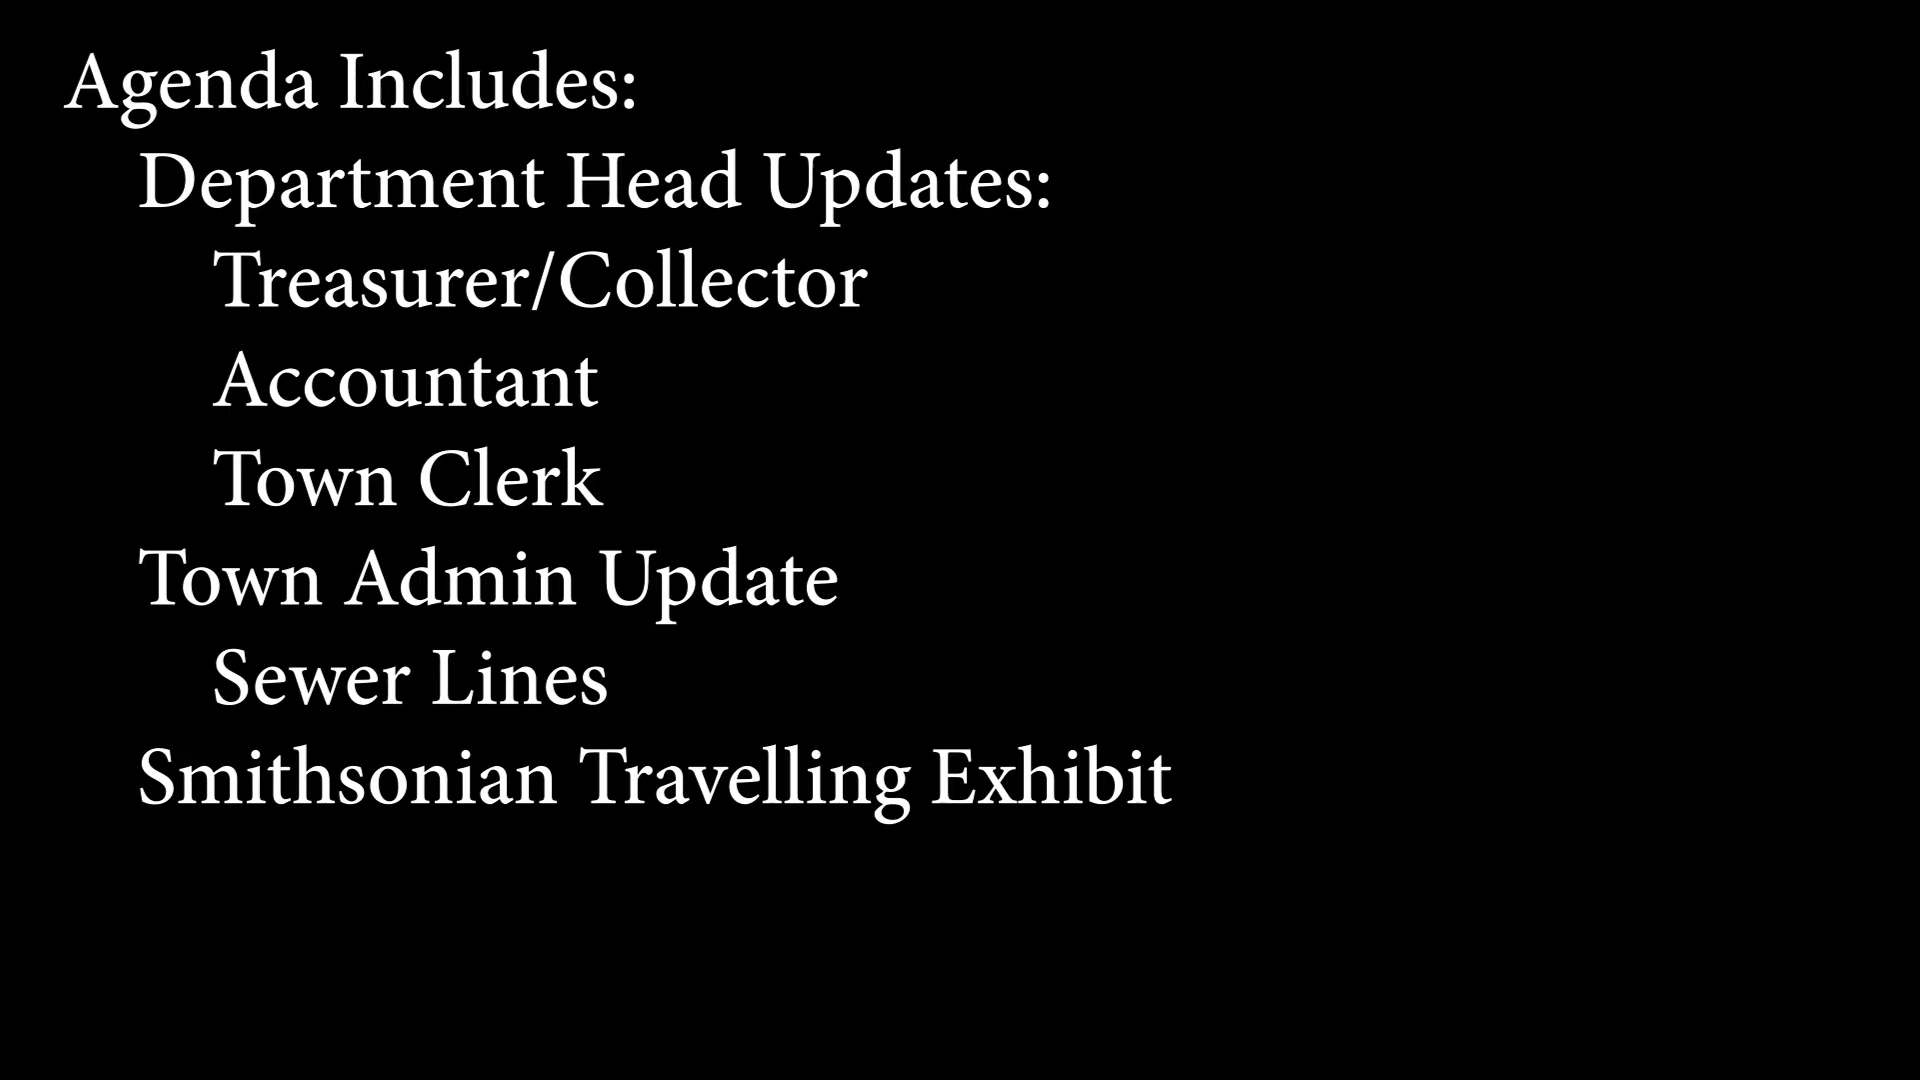 Agenda Includes:
Department Head Updates:
Treasurer/Collector
Accountant
Town Clerk
Town Admin Update
Sewer Lines
Smithsonian Travelling Exhibit